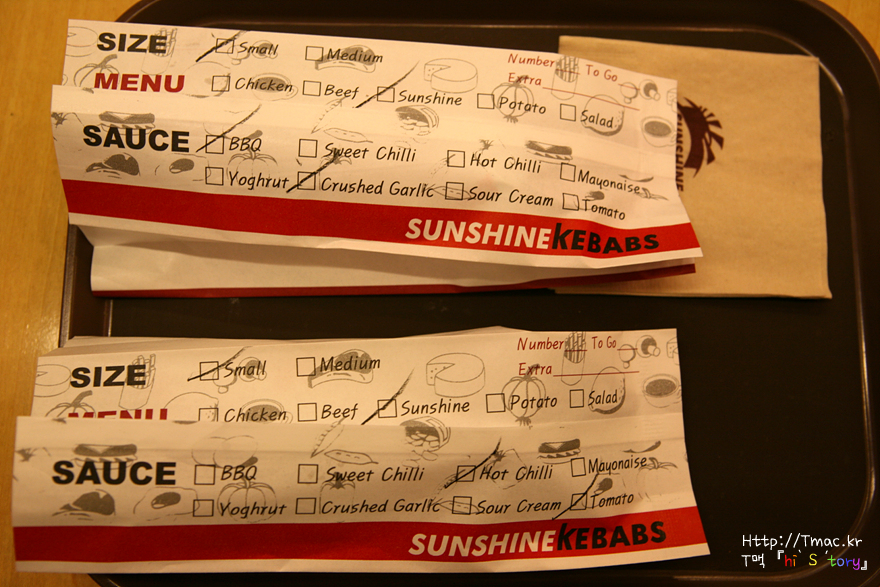 SIZE Small Medium Number To Go
MENU Chicken Beef Sunshine Potato Salad Extra
SAUCE BBQ Sweet Chilli Hot Chilli Mayonaise
Yoghrut Crushed Garlic Sour Cream Tomato
SUNSHINEKEBABS
SUNSHINE
SIZE Small Medium Number To Go
Extra
MENU Chicken Beef Sunshine Potato Salad
SAUCE BBQ Sweet Chilli Hot Chilli Mayonaise
Yoghrut Crushed Garlic Sour Cream Tomato
SUNSHINEKEBABS
Http://Tmac.kr
T맥『hi`S´tory』